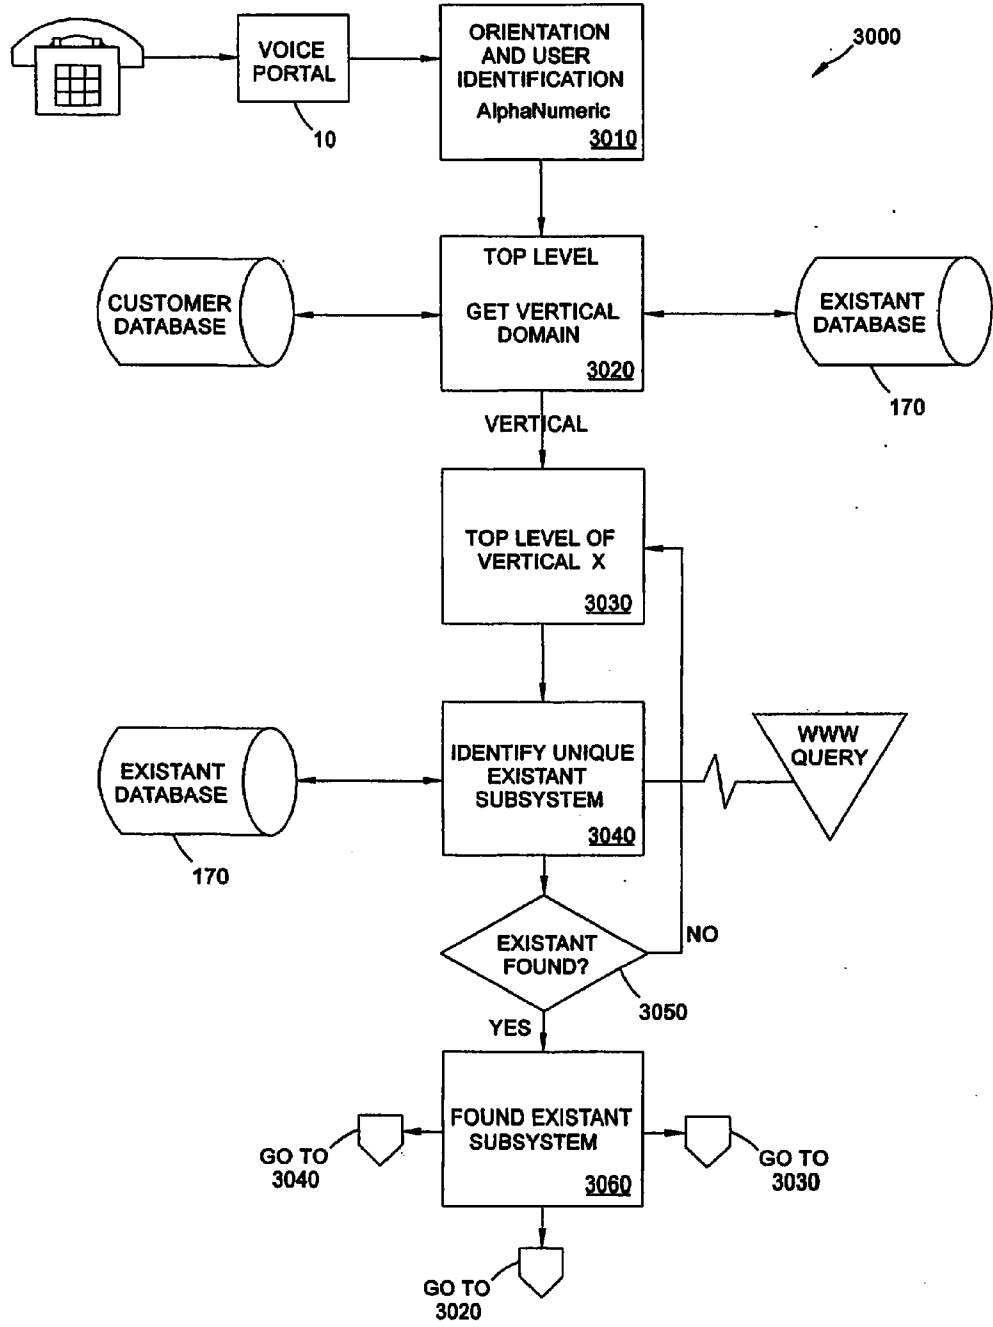 VOICE
PORTAL
10
ORIENTATION
AND USER
IDENTIFICATION
AlphaNumeric
3010
3000
CUSTOMER
DATABASE
TOP LEVEL
GET VERTICAL
DOMAIN
3020
EXISTANT
DATABASE
170
VERTICAL
TOP LEVEL OF
VERTICAL X
3030
EXISTANT
DATABASE
170
IDENTIFY UNIQUE
EXISTANT
SUBSYSTEM
3040
WWW
QUERY
EXISTANT
FOUND?
NO
3050
YES
FOUND EXISTANT
SUBSYSTEM
3060
GO TO
3040
GO TO
3030
GO TO
3020